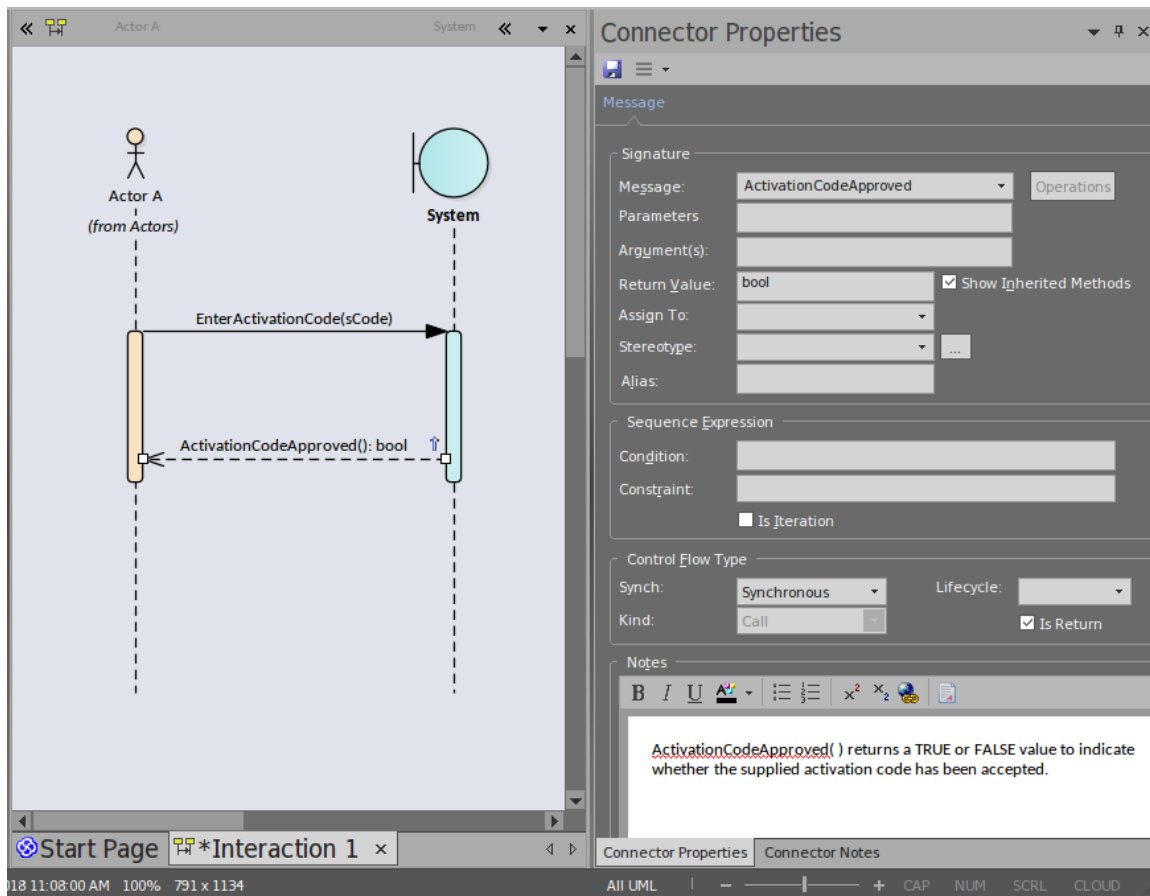 Actor A System
Actor A
(from Actors)
System
EnterActivationCode(sCode)
ActivationCodeApproved(): bool
Start Page *Interaction 1
018 11:08:00 AM 100% 791 x 1134
Connector Properties
Message
Signature
Message: ActivationCodeApproved Operations
Parameters
Argument(s):
Return Value: bool Show Inherited Methods
Assign To:
Stereotype: ...
Alias:
Sequence Expression
Condition:
Constraint:
Is Iteration
Control Flow Type
Synch: Synchronous Lifecycle:
Kind: Call Is Return
Notes
B I U A x² x₂
ActivationCodeApproved( ) returns a TRUE or FALSE value to indicate
whether the supplied activation code has been accepted.
Connector Properties Connector Notes
All UML CAP NUM SCRL CLOUD